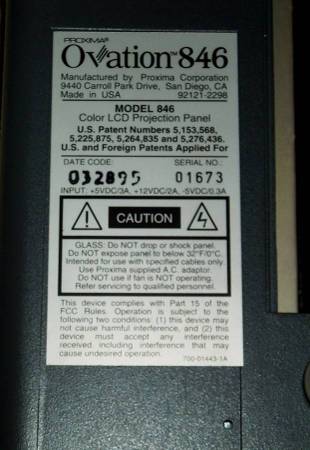 PROXIMA®
Ovation™846
Manufactured by Proxima Corporation
9440 Carroll Park Drive, San Diego, CA
Made in USA 92121-2298
MODEL 846
Color LCD Projection Panel
U.S. Patent Numbers 5,153,568,
5,225,875, 5,264,835 and 5,276,436.
U.S. and Foreign Patents Applied For
DATE CODE: SERIAL NO.:
032895 01673
INPUT: +5VDC/3A, +12VDC/2A, -5VDC/0.3A
CAUTION
GLASS: Do NOT drop or shock panel.
Do NOT expose panel to below 32°F/0°C.
Intended for use with specified cables only
Use Proxima supplied A.C. adaptor.
Do NOT use if fan is NOT operating.
Refer servicing to qualified personnel.
This device complies with Part 15 of the
FCC Rules. Operation is subject to the
following two conditions: (1) this device may
not cause harmful interference, and (2) this
device must accept any interference
received including interference that may
cause undesired operation. 700-01443-1A